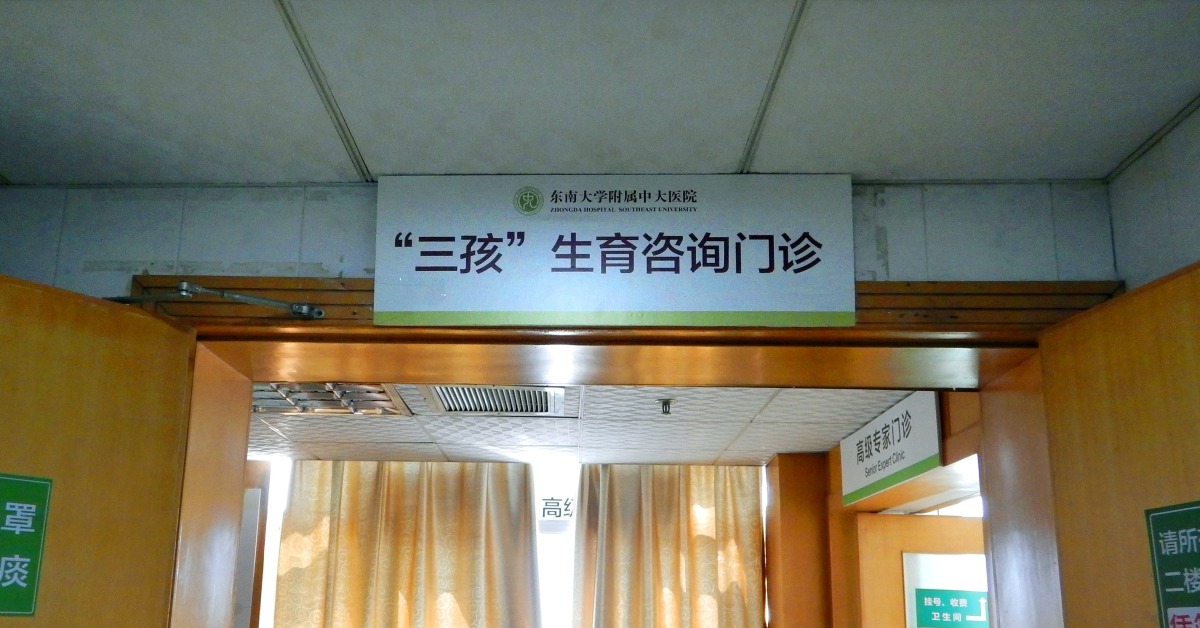 东南大学附属中大医院
ZHONGDA HOSPITAL SOUTHEAST UNIVERSITY
“三孩”生育咨询门诊
高级专家门诊
Senior Expert Clinic
高级
罩
痰
请所
二楼
挂号、收费
卫生间